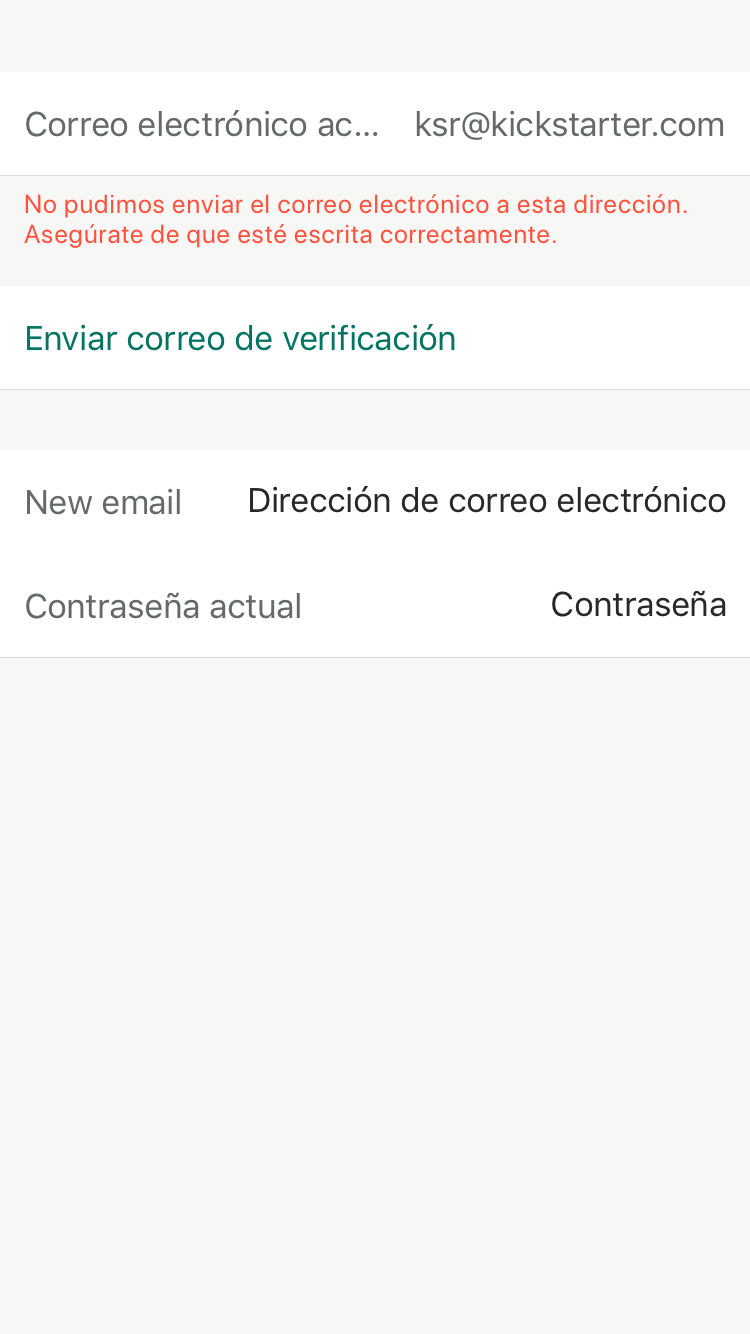 Correo electrónico ac... ksr@kickstarter.com
No pudimos enviar el correo electrónico a esta dirección.
Asegúrate de que esté escrita correctamente.
Enviar correo de verificación
New email Dirección de correo electrónico
Contraseña actual Contraseña